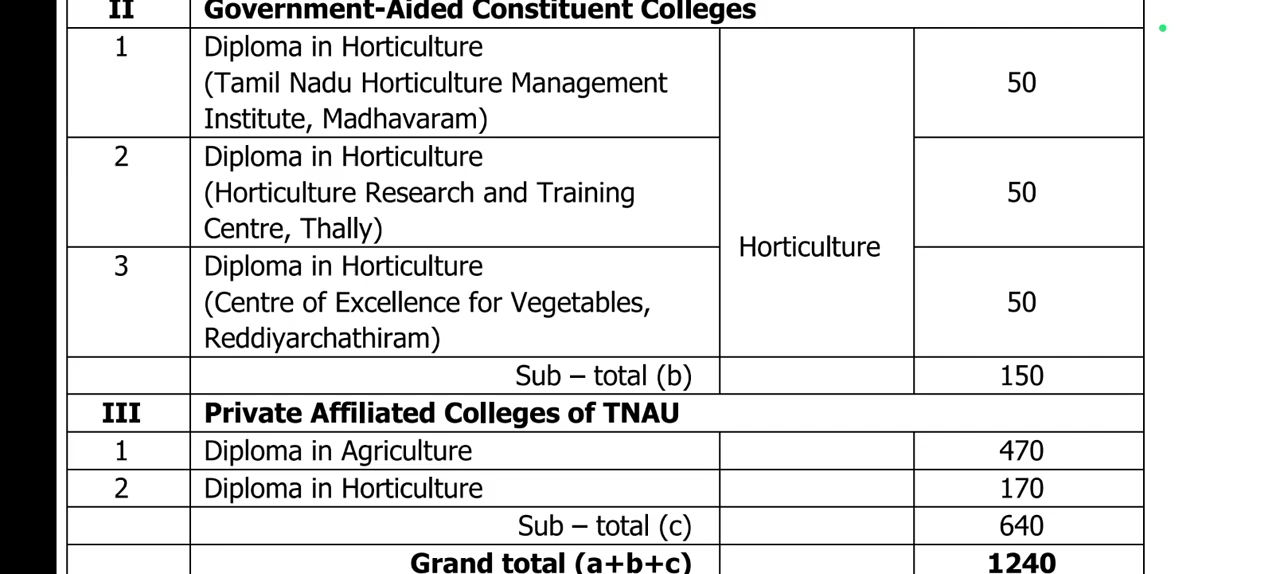 II Government-Aided Constituent Colleges
1 Diploma in Horticulture
(Tamil Nadu Horticulture Management 50
Institute, Madhavaram)
2 Diploma in Horticulture
(Horticulture Research and Training 50
Centre, Thally)
Horticulture
3 Diploma in Horticulture
(Centre of Excellence for Vegetables, 50
Reddiyarchathiram)
Sub – total (b) 150
III Private Affiliated Colleges of TNAU
1 Diploma in Agriculture 470
2 Diploma in Horticulture 170
Sub – total (c) 640
Grand total (a+b+c) 1240